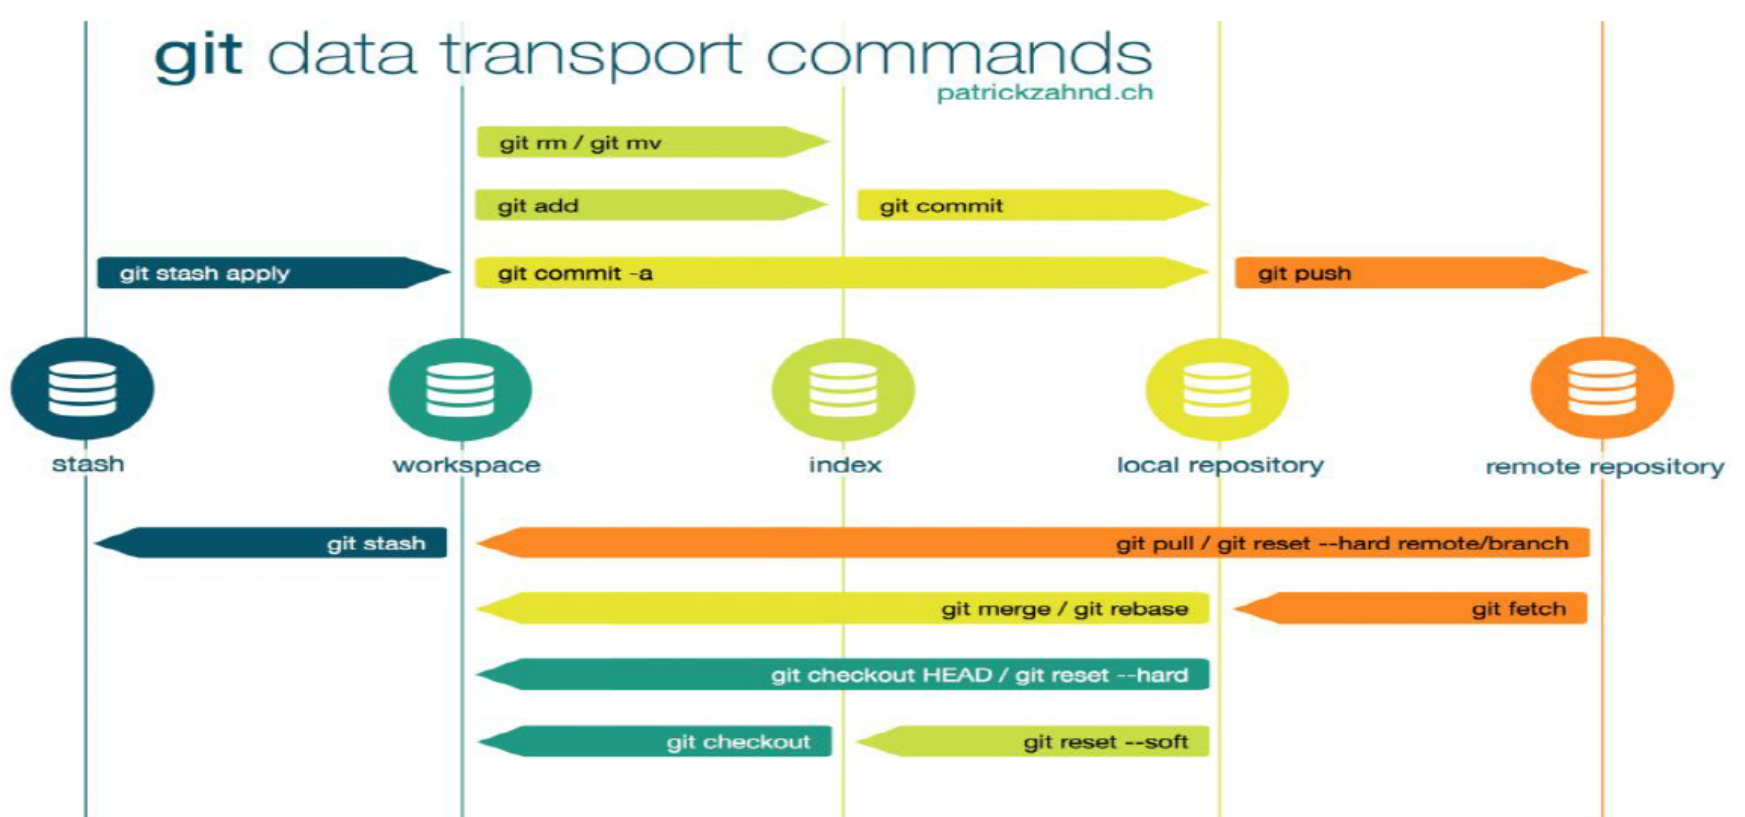 git data transport commands
patrickzahnd.ch
git rm / git mv
git add
git commit
git stash apply
git commit -a
git push
stash
workspace
index
local repository
remote repository
git stash
git pull / git reset --hard remote/branch
git merge / git rebase
git fetch
git checkout HEAD / git reset --hard
git checkout
git reset --soft